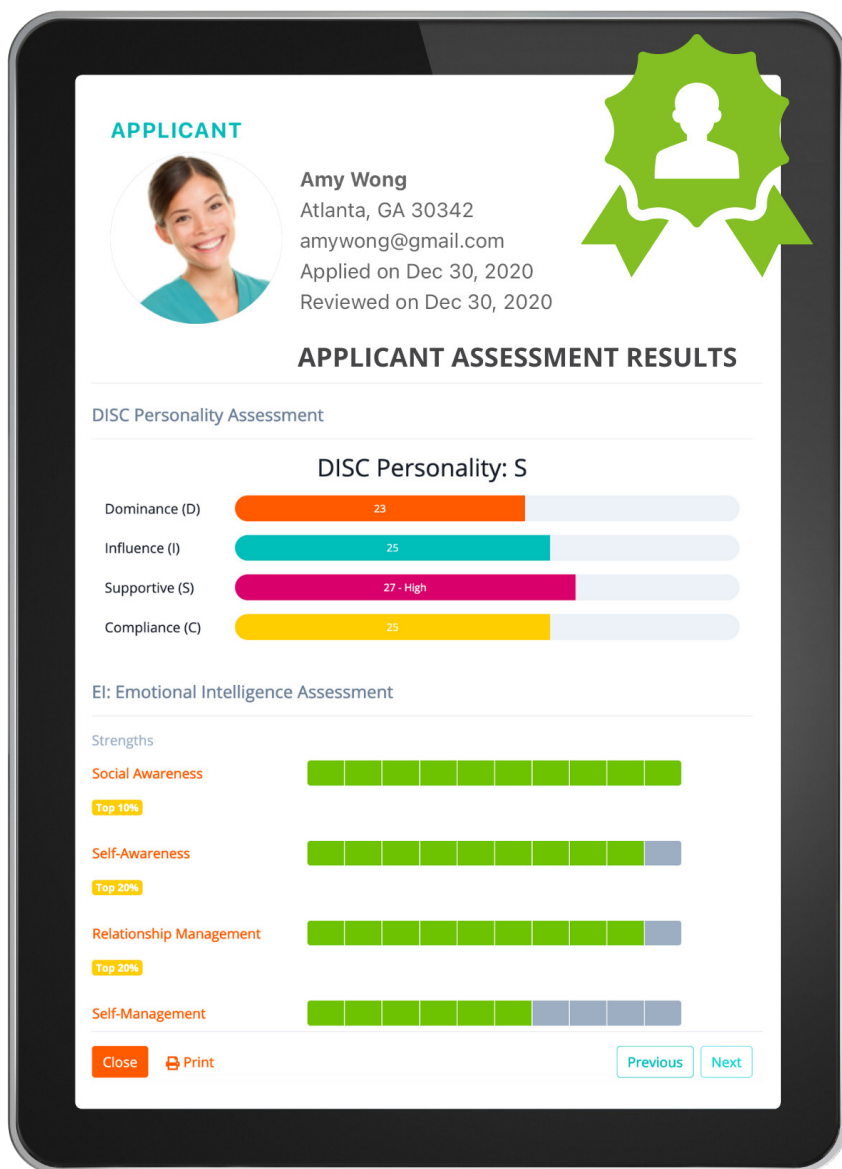 APPLICANT
Amy Wong
Atlanta, GA 30342
amywong@gmail.com
Applied on Dec 30, 2020
Reviewed on Dec 30, 2020
APPLICANT ASSESSMENT RESULTS
DISC Personality Assessment
DISC Personality: S
Dominance (D) 23
Influence (I) 25
Supportive (S) 27 - High
Compliance (C) 25
EI: Emotional Intelligence Assessment
Strengths
Social Awareness
Top 10%
Self-Awareness
Top 20%
Relationship Management
Top 20%
Self-Management
Close Print Previous Next